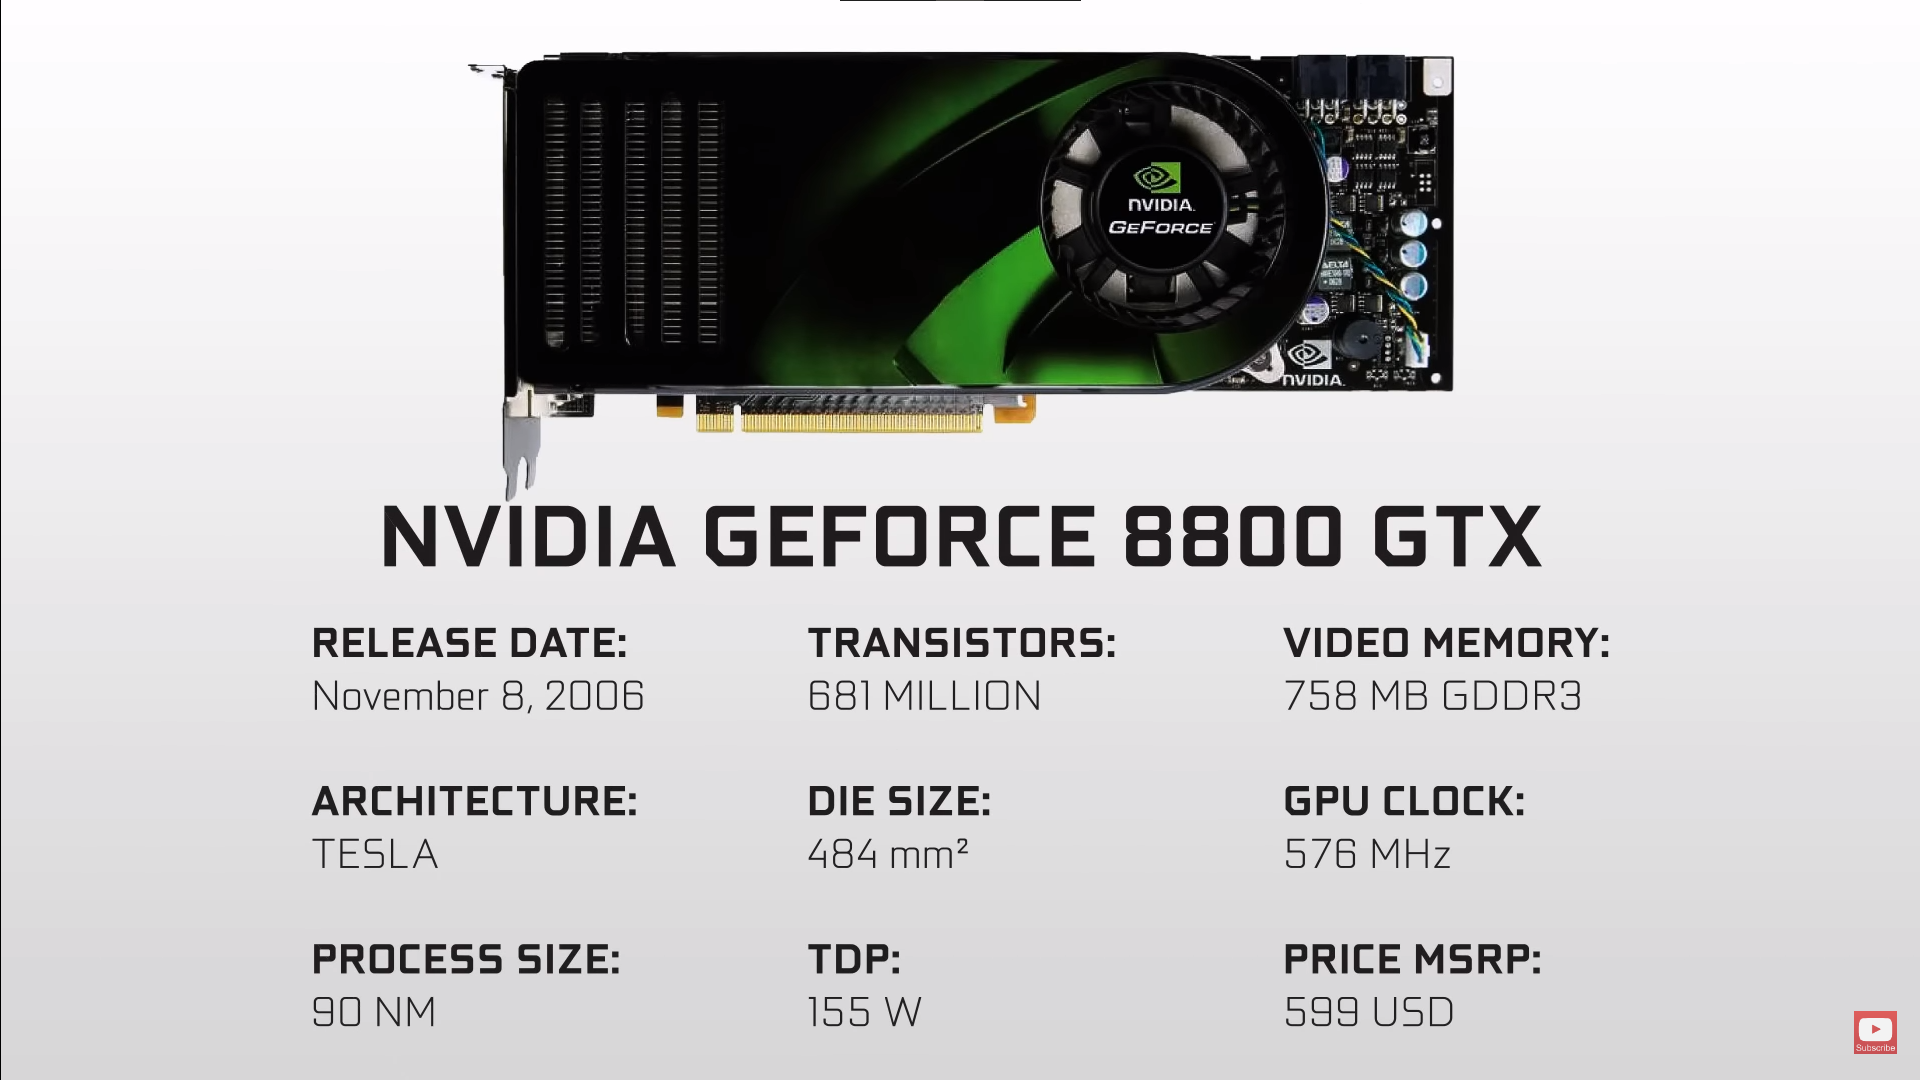 NVIDIA.
GEFORCE
DELTA
NVIDIA.
NVIDIA GEFORCE 8800 GTX
RELEASE DATE:
November 8, 2006
TRANSISTORS:
681 MILLION
VIDEO MEMORY:
758 MB GDDR3
ARCHITECTURE:
TESLA
DIE SIZE:
484 mm²
GPU CLOCK:
576 MHz
PROCESS SIZE:
90 NM
TDP:
155 W
PRICE MSRP:
599 USD
Subscribe